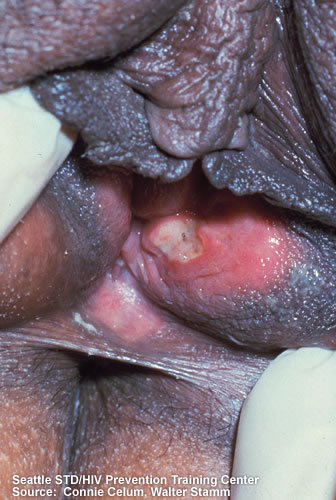 Seattle STD/HIV Prevention Training Center
Source: Connie Celum, Walter Stamm